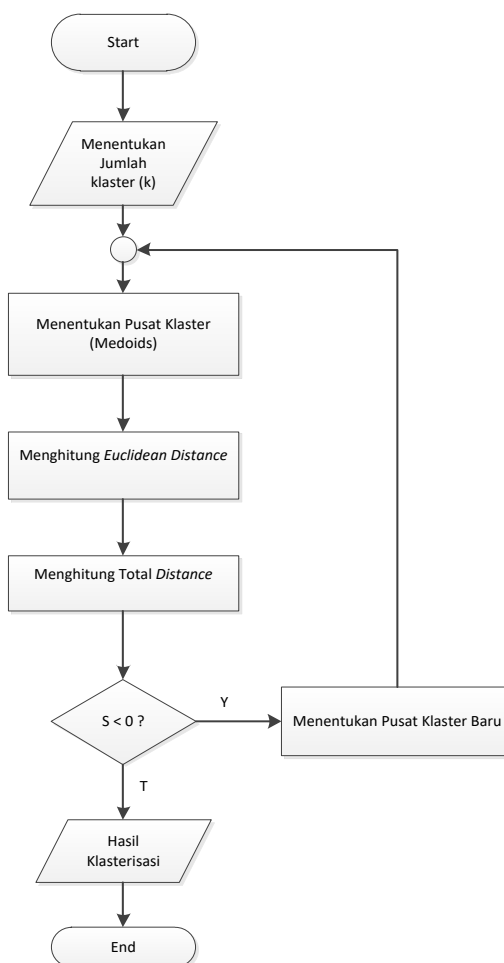 Start
Menentukan
Jumlah
klaster (k)
Menentukan Pusat Klaster
(Medoids)
Menghitung Euclidean Distance
Menghitung Total Distance
S < 0 ?
Y
Menentukan Pusat Klaster Baru
T
Hasil
Klasterisasi
End